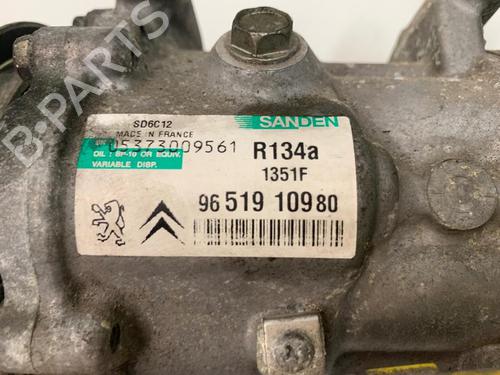 SD6C12
SANDEN
MADE IN FRANCE
05373009561
R134a
OIL : SP-10 OR EQUIV.
VARIABLE DISP.
1351F
96 519 109 80
B-PARTS